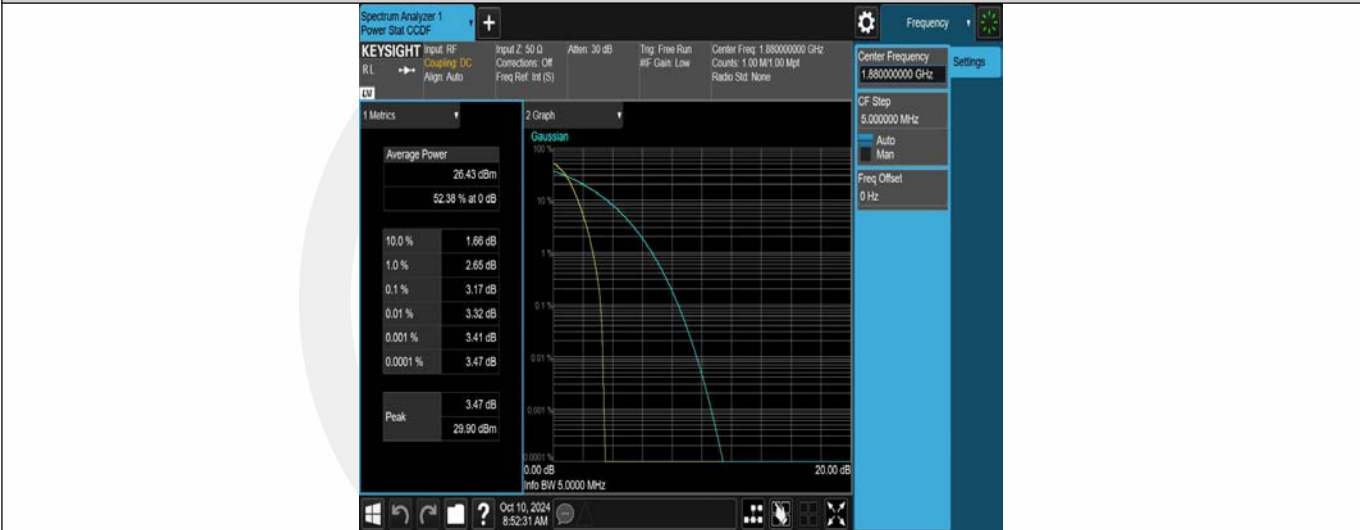 Spectrum Analyzer 1
Power Stat CCDF
+
Frequency
KEYSIGHT
RL
Input: RF
Coupling: DC
Align: Auto
Input Z: 50 Ω
Corrections: Off
Freq Ref: Int (S)
Atten: 30 dB
Trig: Free Run
#IF Gain: Low
Center Freq: 1.880000000 GHz
Counts: 1.00 M/1.00 Mpt
Radio Std: None
Center Frequency
1.880000000 GHz
Settings
CF Step
5.000000 MHz
Auto
Man
Freq Offset
0 Hz
1 Metrics
Average Power
26.43 dBm
52.38 % at 0 dB
10.0 % 1.66 dB
1.0 % 2.65 dB
0.1 % 3.17 dB
0.01 % 3.32 dB
0.001 % 3.41 dB
0.0001 % 3.47 dB
Peak
3.47 dB
29.90 dBm
2 Graph
Gaussian
100 %
10 %
1 %
0.1 %
0.01 %
0.001 %
0.0001 %
0.00 dB 20.00 dB
Info BW 5.0000 MHz
?
Oct 10, 2024
8:52:31 AM